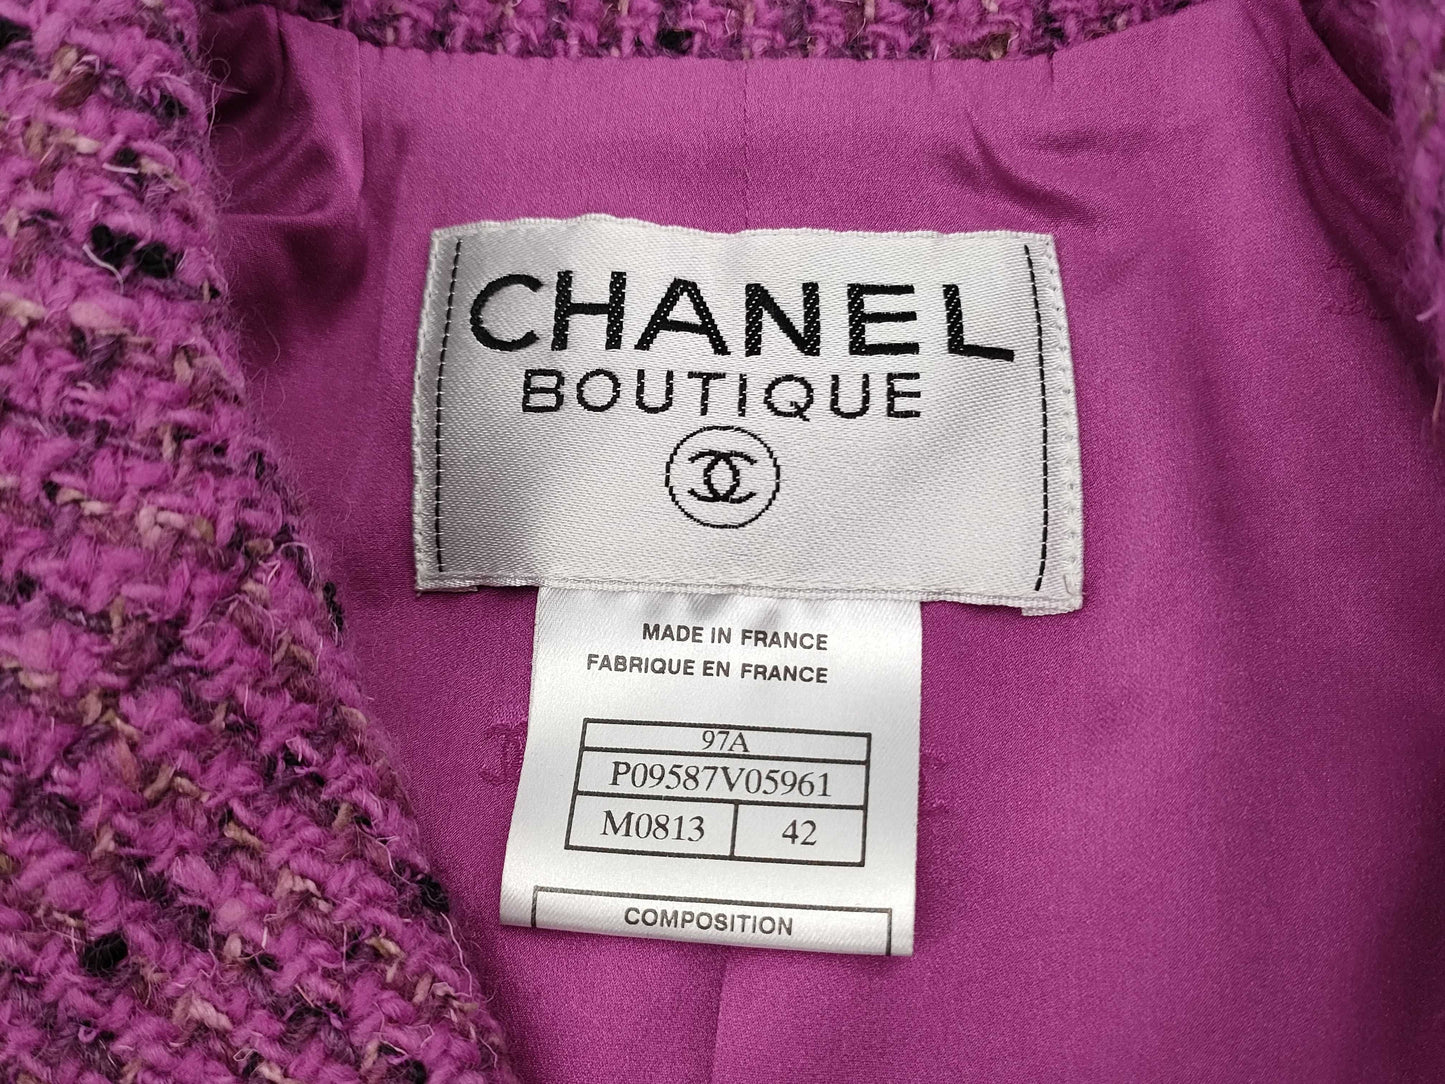 CHANEL
BOUTIQUE
MADE IN FRANCE
FABRIQUE EN FRANCE
97A
P09587V05961
M0813 42
COMPOSITION